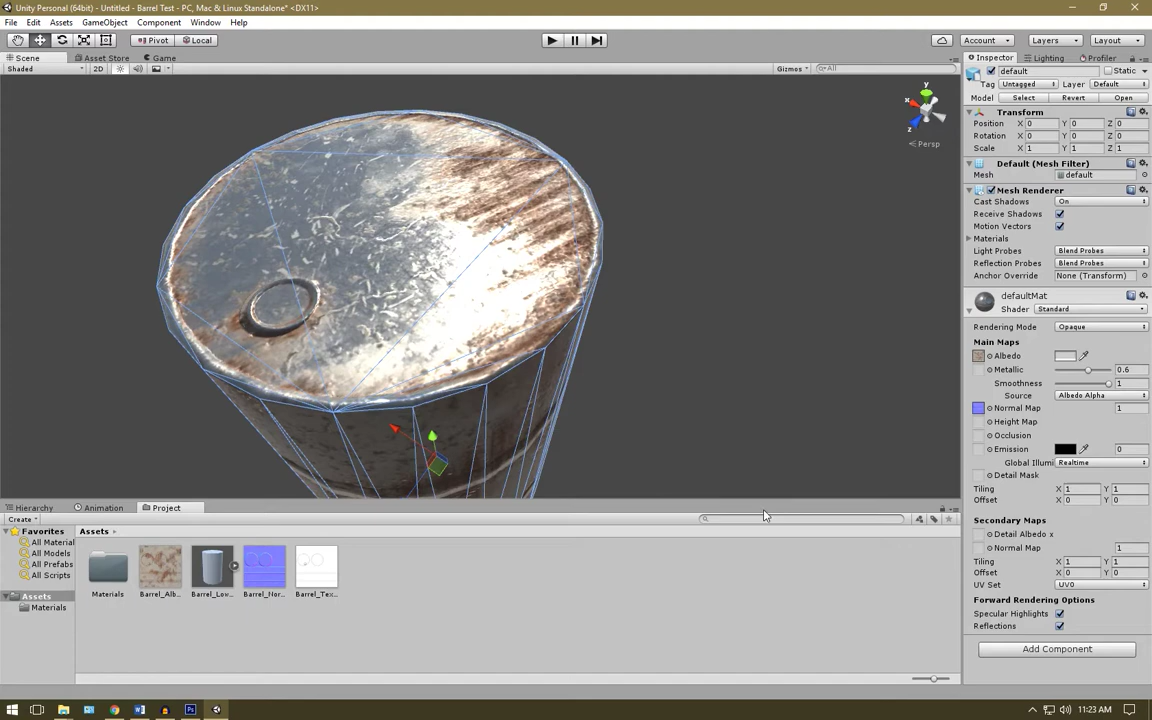 Unity Personal (64bit) - Untitled - Barrel Test - PC, Mac & Linux Standalone* <DX11>
File Edit Assets GameObject Component Window Help
Pivot Local Account Layers Layout
Scene Asset Store Game
Shaded 2D Gizmos All
y
x
z
Persp
Inspector Lighting Profiler
default Static
Tag Untagged Layer Default
Model Select Revert Open
Transform
Position X 0 Y 0 Z 0
Rotation X 0 Y 0 Z 0
Scale X 1 Y 1 Z 1
Default (Mesh Filter)
Mesh default
Mesh Renderer
Cast Shadows On
Receive Shadows
Motion Vectors
Materials
Light Probes Blend Probes
Reflection Probes Blend Probes
Anchor Override None (Transform)
defaultMat
Shader Standard
Rendering Mode Opaque
Main Maps
Albedo
Metallic 0.6
Smoothness 1
Source Albedo Alpha
Normal Map 1
Height Map
Occlusion
Emission 0
Global Illumi Realtime
Detail Mask
Tiling X 1 Y 1
Offset X 0 Y 0
Secondary Maps
Detail Albedo x
Normal Map 1
Tiling X 1 Y 1
Offset X 0 Y 0
UV Set UV0
Forward Rendering Options
Specular Highlights
Reflections
Add Component
Hierarchy Animation Project
Create
Favorites
All Material
All Models
All Prefabs
All Scripts
Assets
Materials
Assets
Materials Barrel_Alb... Barrel_Low... Barrel_Nor... Barrel_Tex...
11:23 AM